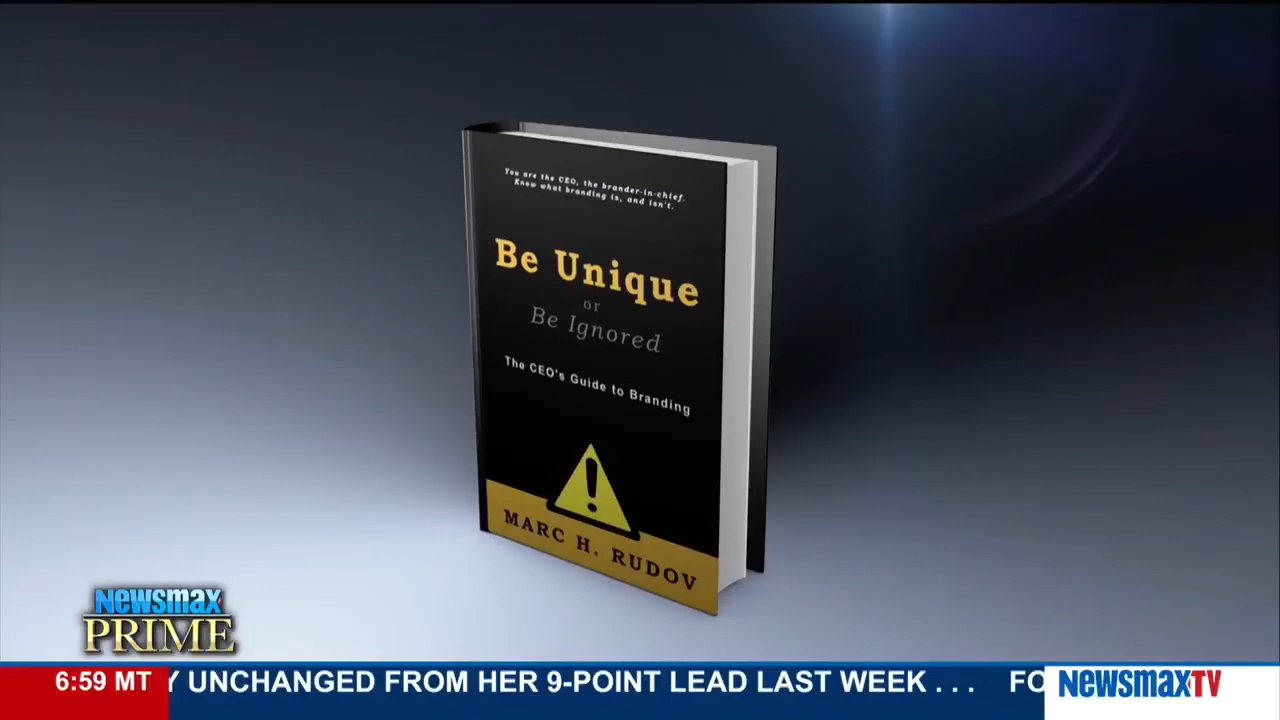 You are the CEO, the brander-in-chief.
Know what branding is, and isn't.
Be Unique
or
Be Ignored
The CEO's Guide to Branding
MARC H. RUDOV
Newsmax
PRIME
6:59 MT
Y UNCHANGED FROM HER 9-POINT LEAD LAST WEEK . . . FO
NewsmaxTV